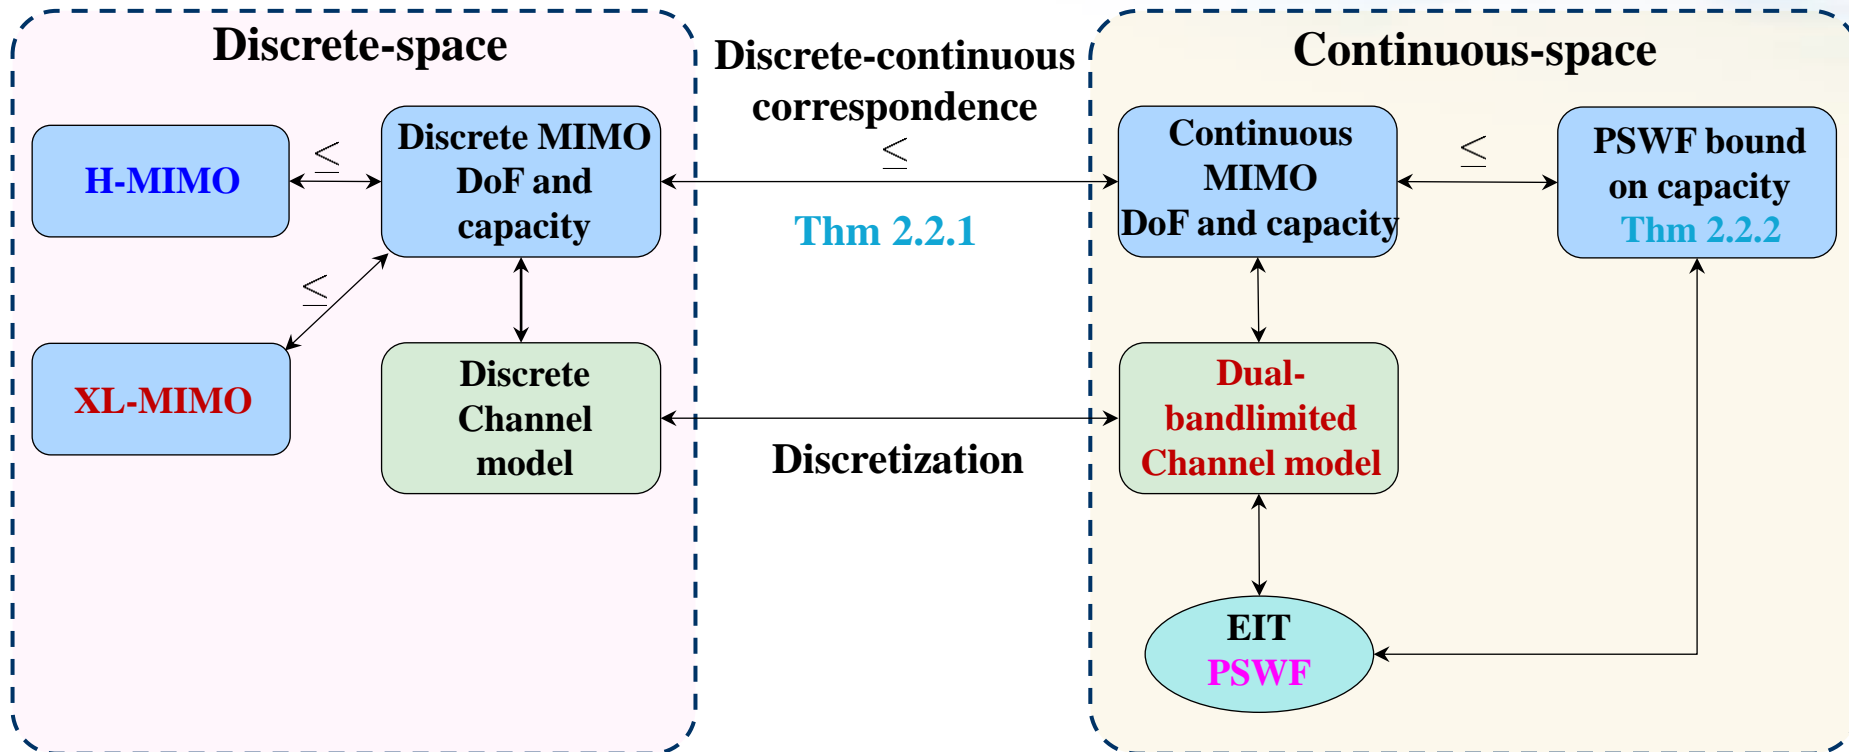 Discrete-space
H-MIMO
≤
Discrete MIMO
DoF and
capacity
≤
XL-MIMO
Discrete
Channel
model
Discrete-continuous
correspondence
≤
Thm 2.2.1
Discretization
Continuous-space
Continuous
MIMO
DoF and capacity
≤
PSWF bound
on capacity
Thm 2.2.2
Dual-
bandlimited
Channel model
EIT
PSWF